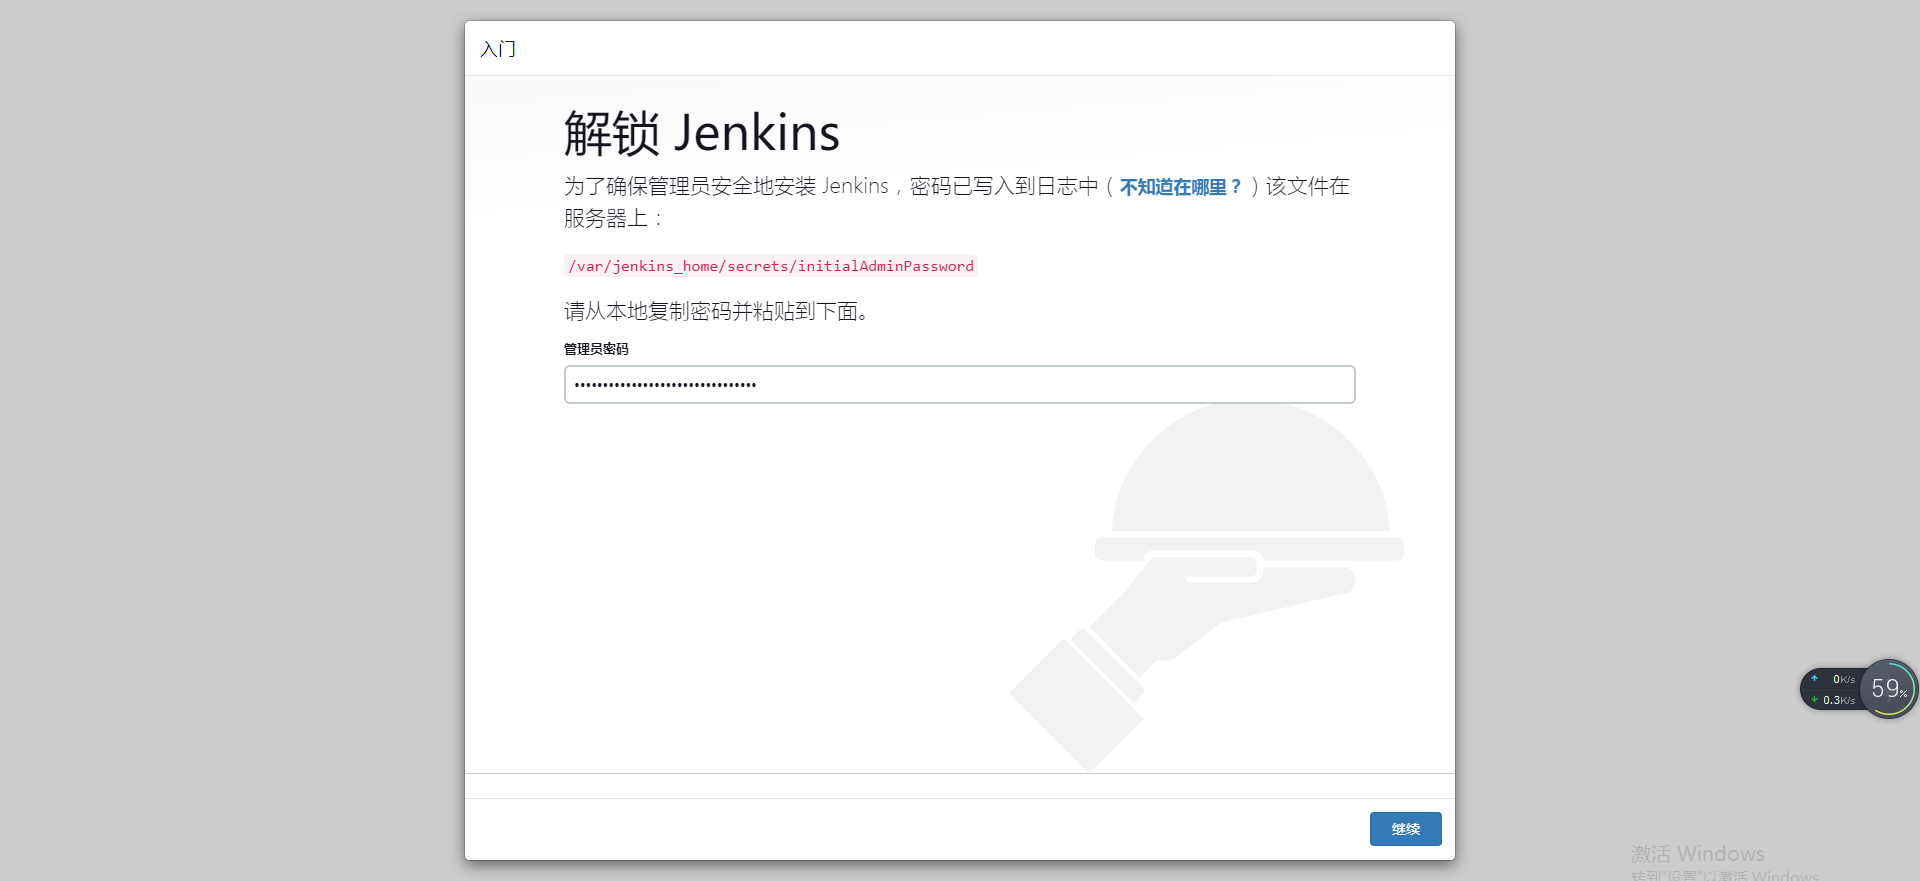 入门
解锁 Jenkins
为了确保管理员安全地安装 Jenkins，密码已写入到日志中（不知道在哪里？）该文件在
服务器上：
/var/jenkins_home/secrets/initialAdminPassword
请从本地复制密码并粘贴到下面。
管理员密码
••••••••••••••••••••••••••••••••
0K/s
0.3K/s
59%
继续
激活 Windows
转到"设置"以激活 Windows